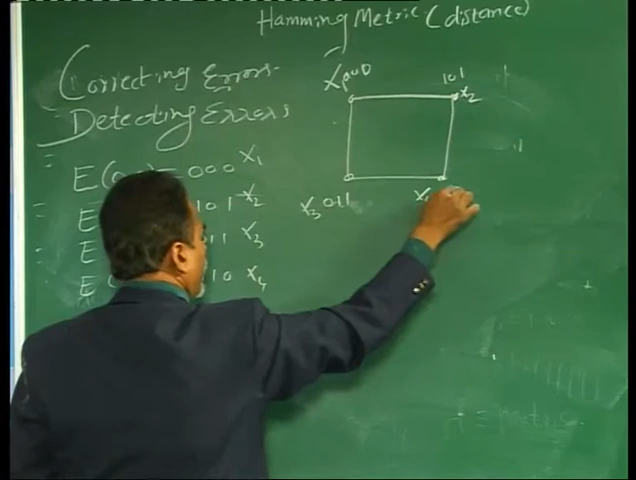 Hamming Metric (distance)
Correcting Errors
Detecting Errors
X 000 101
X2
E(00)=000 X1
101 X2
X3 011 X
E 11 X3
E 10 X4